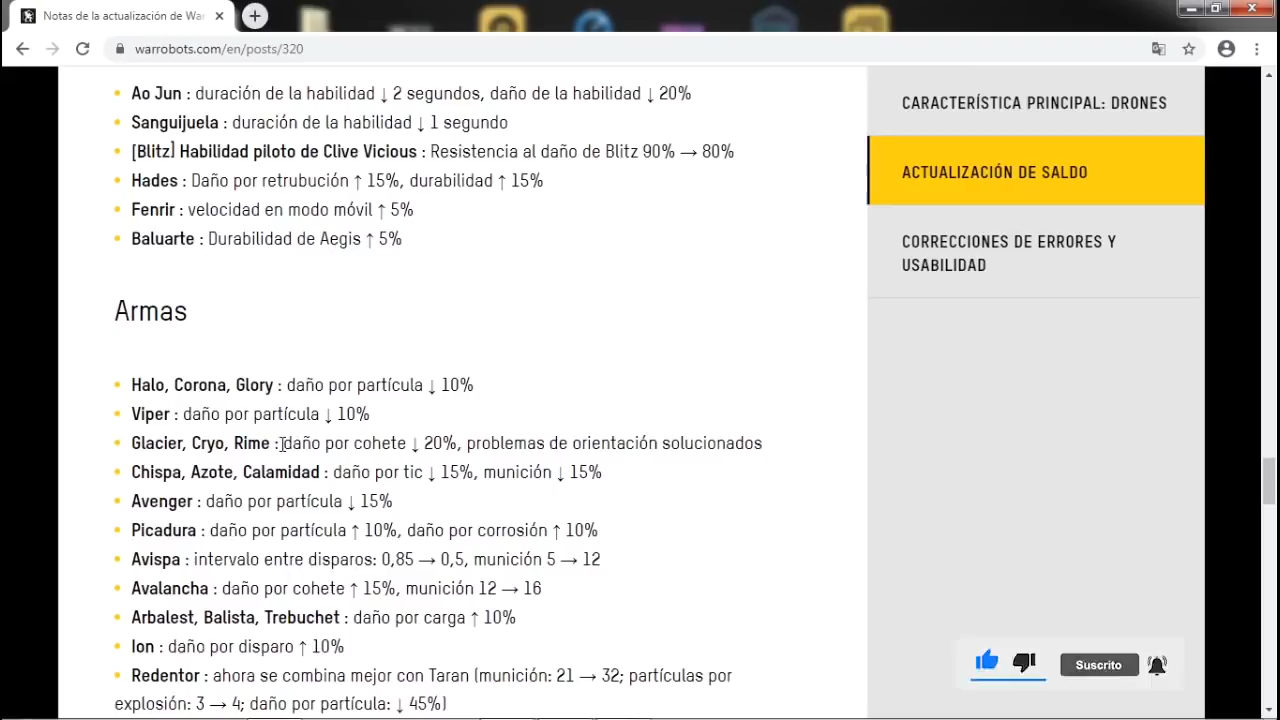 Notas de la actualización de War
warrobots.com/en/posts/320
Ao Jun : duración de la habilidad ↓ 2 segundos, daño de la habilidad ↓ 20%
Sanguijuela : duración de la habilidad ↓ 1 segundo
[Blitz] Habilidad piloto de Clive Vicious : Resistencia al daño de Blitz 90% → 80%
Hades : Daño por retrubución ↑ 15%, durabilidad ↑ 15%
Fenrir : velocidad en modo móvil ↑ 5%
Baluarte : Durabilidad de Aegis ↑ 5%
Armas
Halo, Corona, Glory : daño por partícula ↓ 10%
Viper : daño por partícula ↓ 10%
Glacier, Cryo, Rime : daño por cohete ↓ 20%, problemas de orientación solucionados
Chispa, Azote, Calamidad : daño por tic ↓ 15%, munición ↓ 15%
Avenger : daño por partícula ↓ 15%
Picadura : daño por partícula ↑ 10%, daño por corrosión ↑ 10%
Avispa : intervalo entre disparos: 0,85 → 0,5, munición 5 → 12
Avalancha : daño por cohete ↑ 15%, munición 12 → 16
Arbalest, Balista, Trebuchet : daño por carga ↑ 10%
Ion : daño por disparo ↑ 10%
Redentor : ahora se combina mejor con Taran (munición: 21 → 32; partículas por
explosión: 3 → 4; daño por partícula: ↓ 45%)
CARACTERÍSTICA PRINCIPAL: DRONES
ACTUALIZACIÓN DE SALDO
CORRECCIONES DE ERRORES Y
USABILIDAD
Suscrito